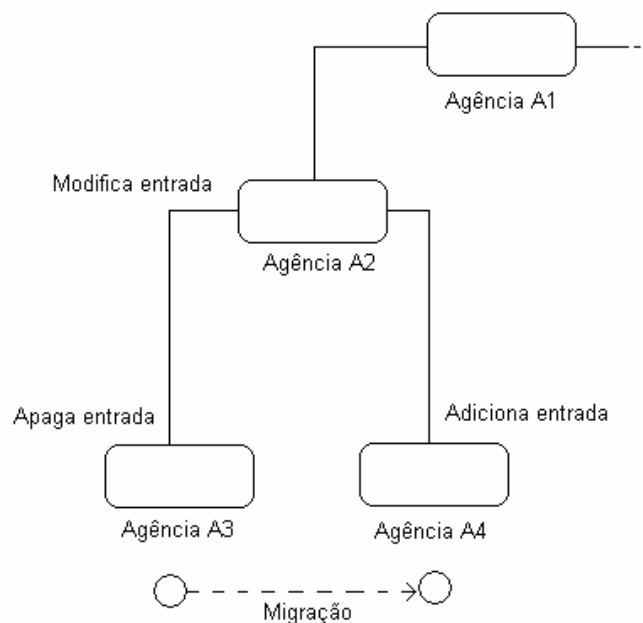 Agência A1
Modifica entrada
Agência A2
Apaga entrada
Adiciona entrada
Agência A3
Agência A4
Migração